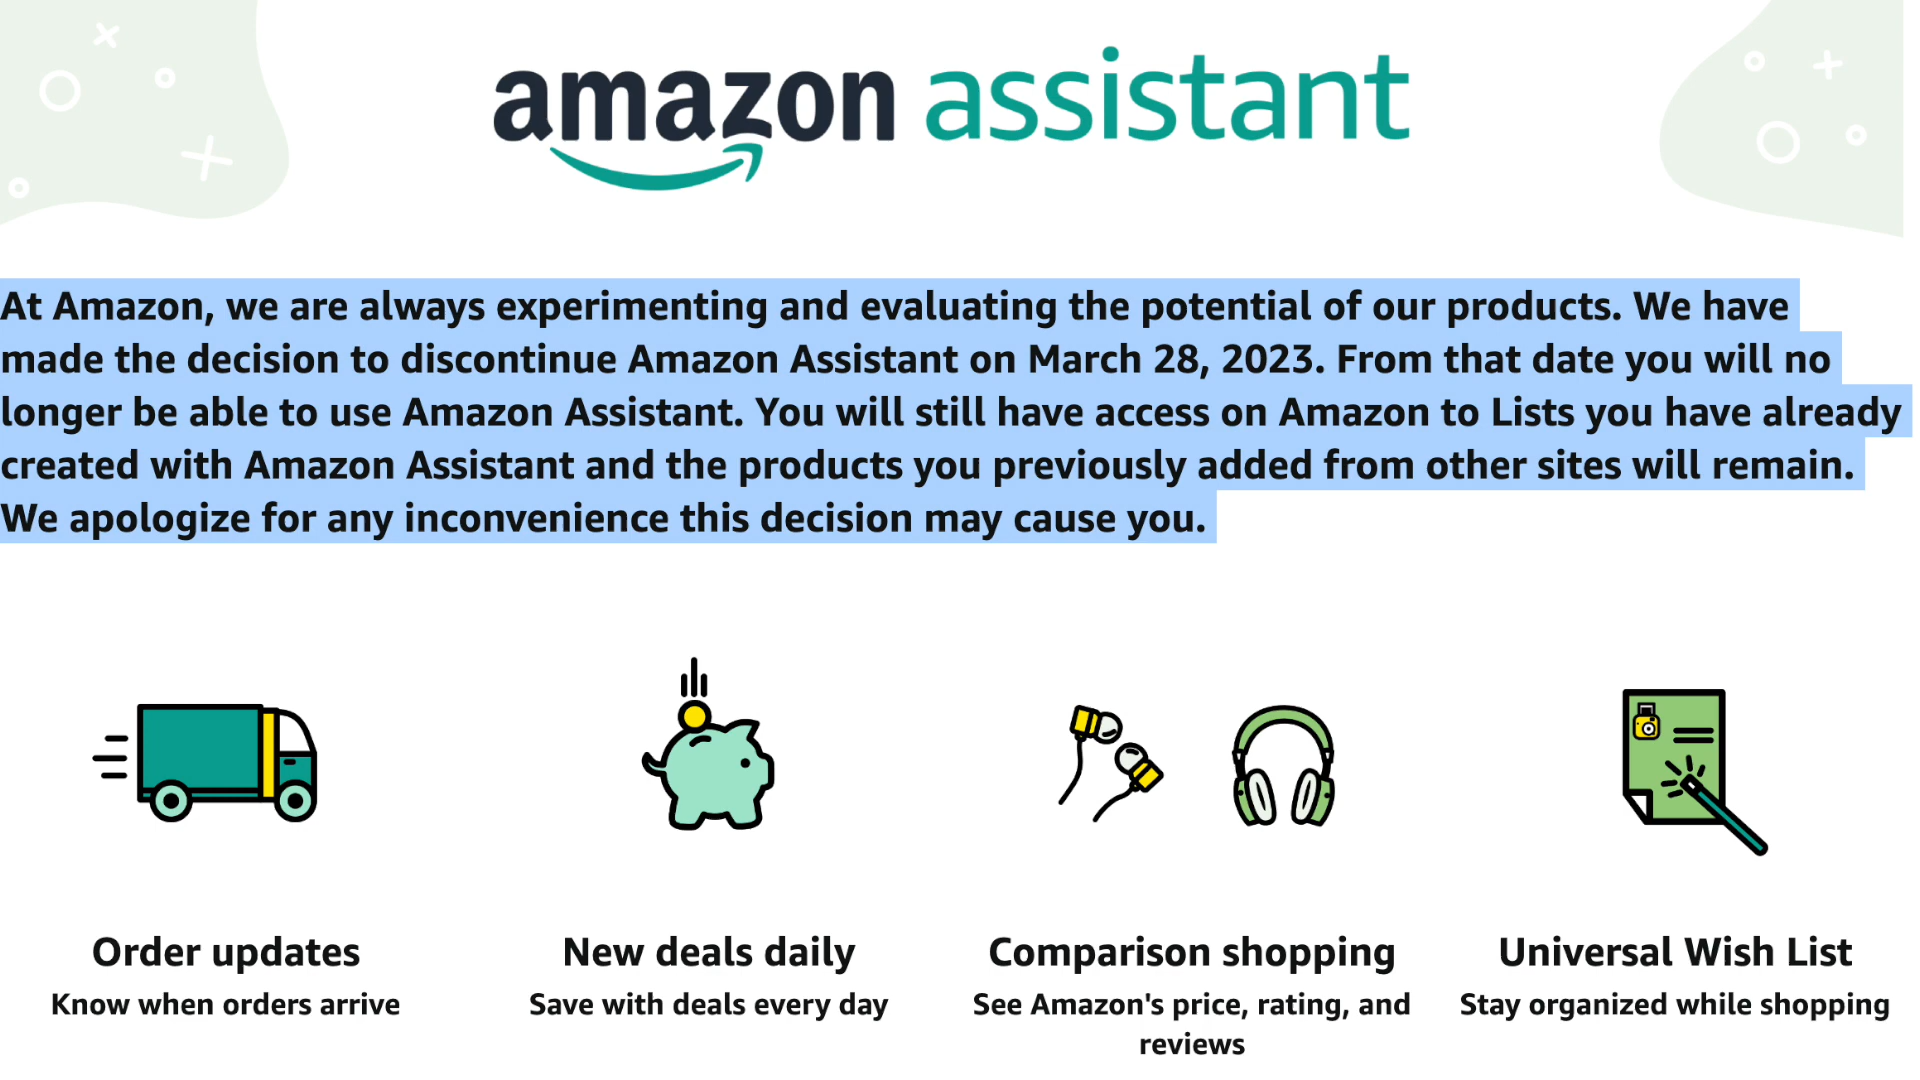 amazon assistant
At Amazon, we are always experimenting and evaluating the potential of our products. We have
made the decision to discontinue Amazon Assistant on March 28, 2023. From that date you will no
longer be able to use Amazon Assistant. You will still have access on Amazon to Lists you have already
created with Amazon Assistant and the products you previously added from other sites will remain.
We apologize for any inconvenience this decision may cause you.
Order updates
Know when orders arrive
New deals daily
Save with deals every day
Comparison shopping
See Amazon's price, rating, and
reviews
Universal Wish List
Stay organized while shopping